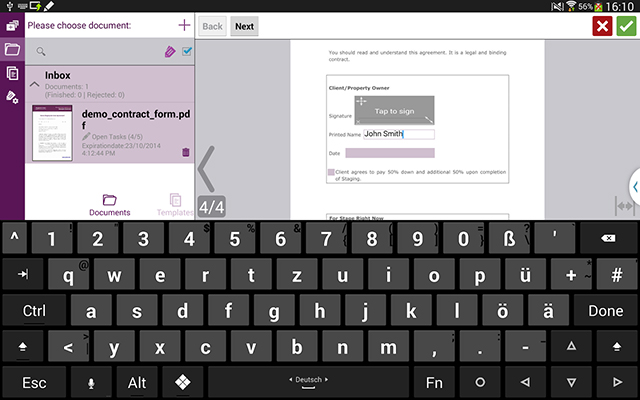 56% 16:10
Please choose document: +
Back Next
Inbox
Documents: 1
(Finished: 0 | Rejected: 0)
demo_contract_form.pd
f
Open Tasks (4/5)
Expirationdate:23/10/2014
4:12:44 PM
Documents Templates
You should read and understand this agreement. It is a legal and binding
contract.
Client/Property Owner
Signature Tap to sign
Printed Name John Smith
Date
Client agrees to pay 50% down and additional 50% upon completion
of Staging.
4/4
For Stage Right Now
^ 1 ! 2 " 3 § 4 $ 5 % 6 & 7 / { 8 ( [ 9 ) ] 0 = } ß ? \ ' `
q @ w e r t z u i o p ü + * ~ # '
Ctrl a s d f g h j k l ö ä Done
< > | y x c v b n m , ; . : - _
Esc Alt Deutsch Fn